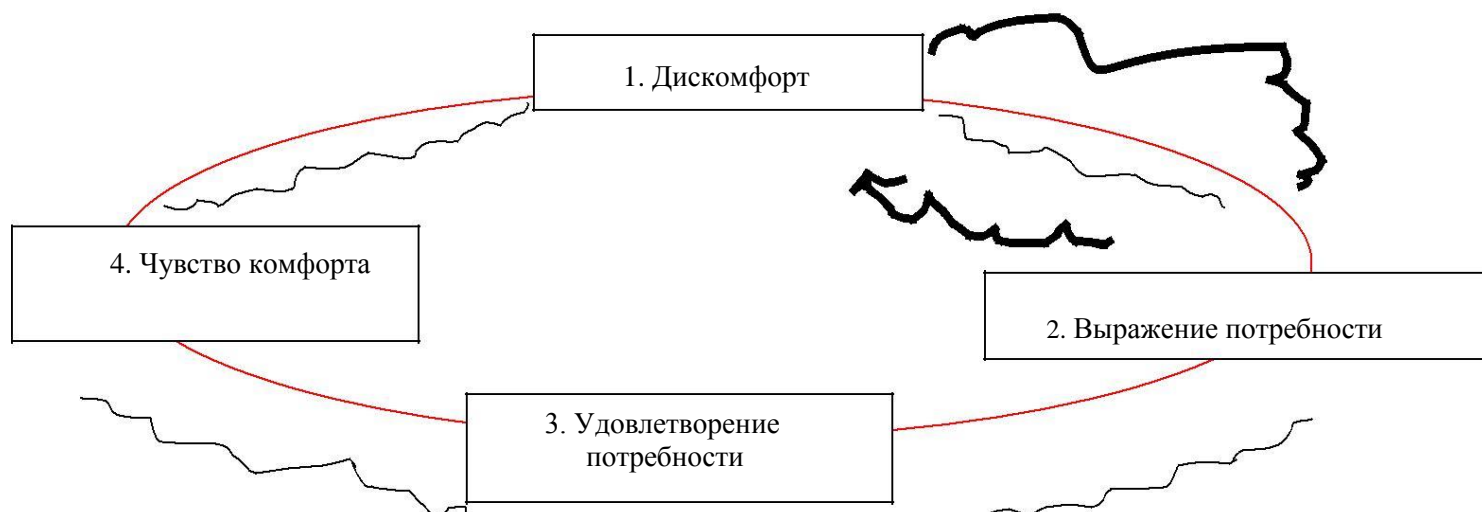 1. Дискомфорт
4. Чувство комфорта
2. Выражение потребности
3. Удовлетворение
потребности